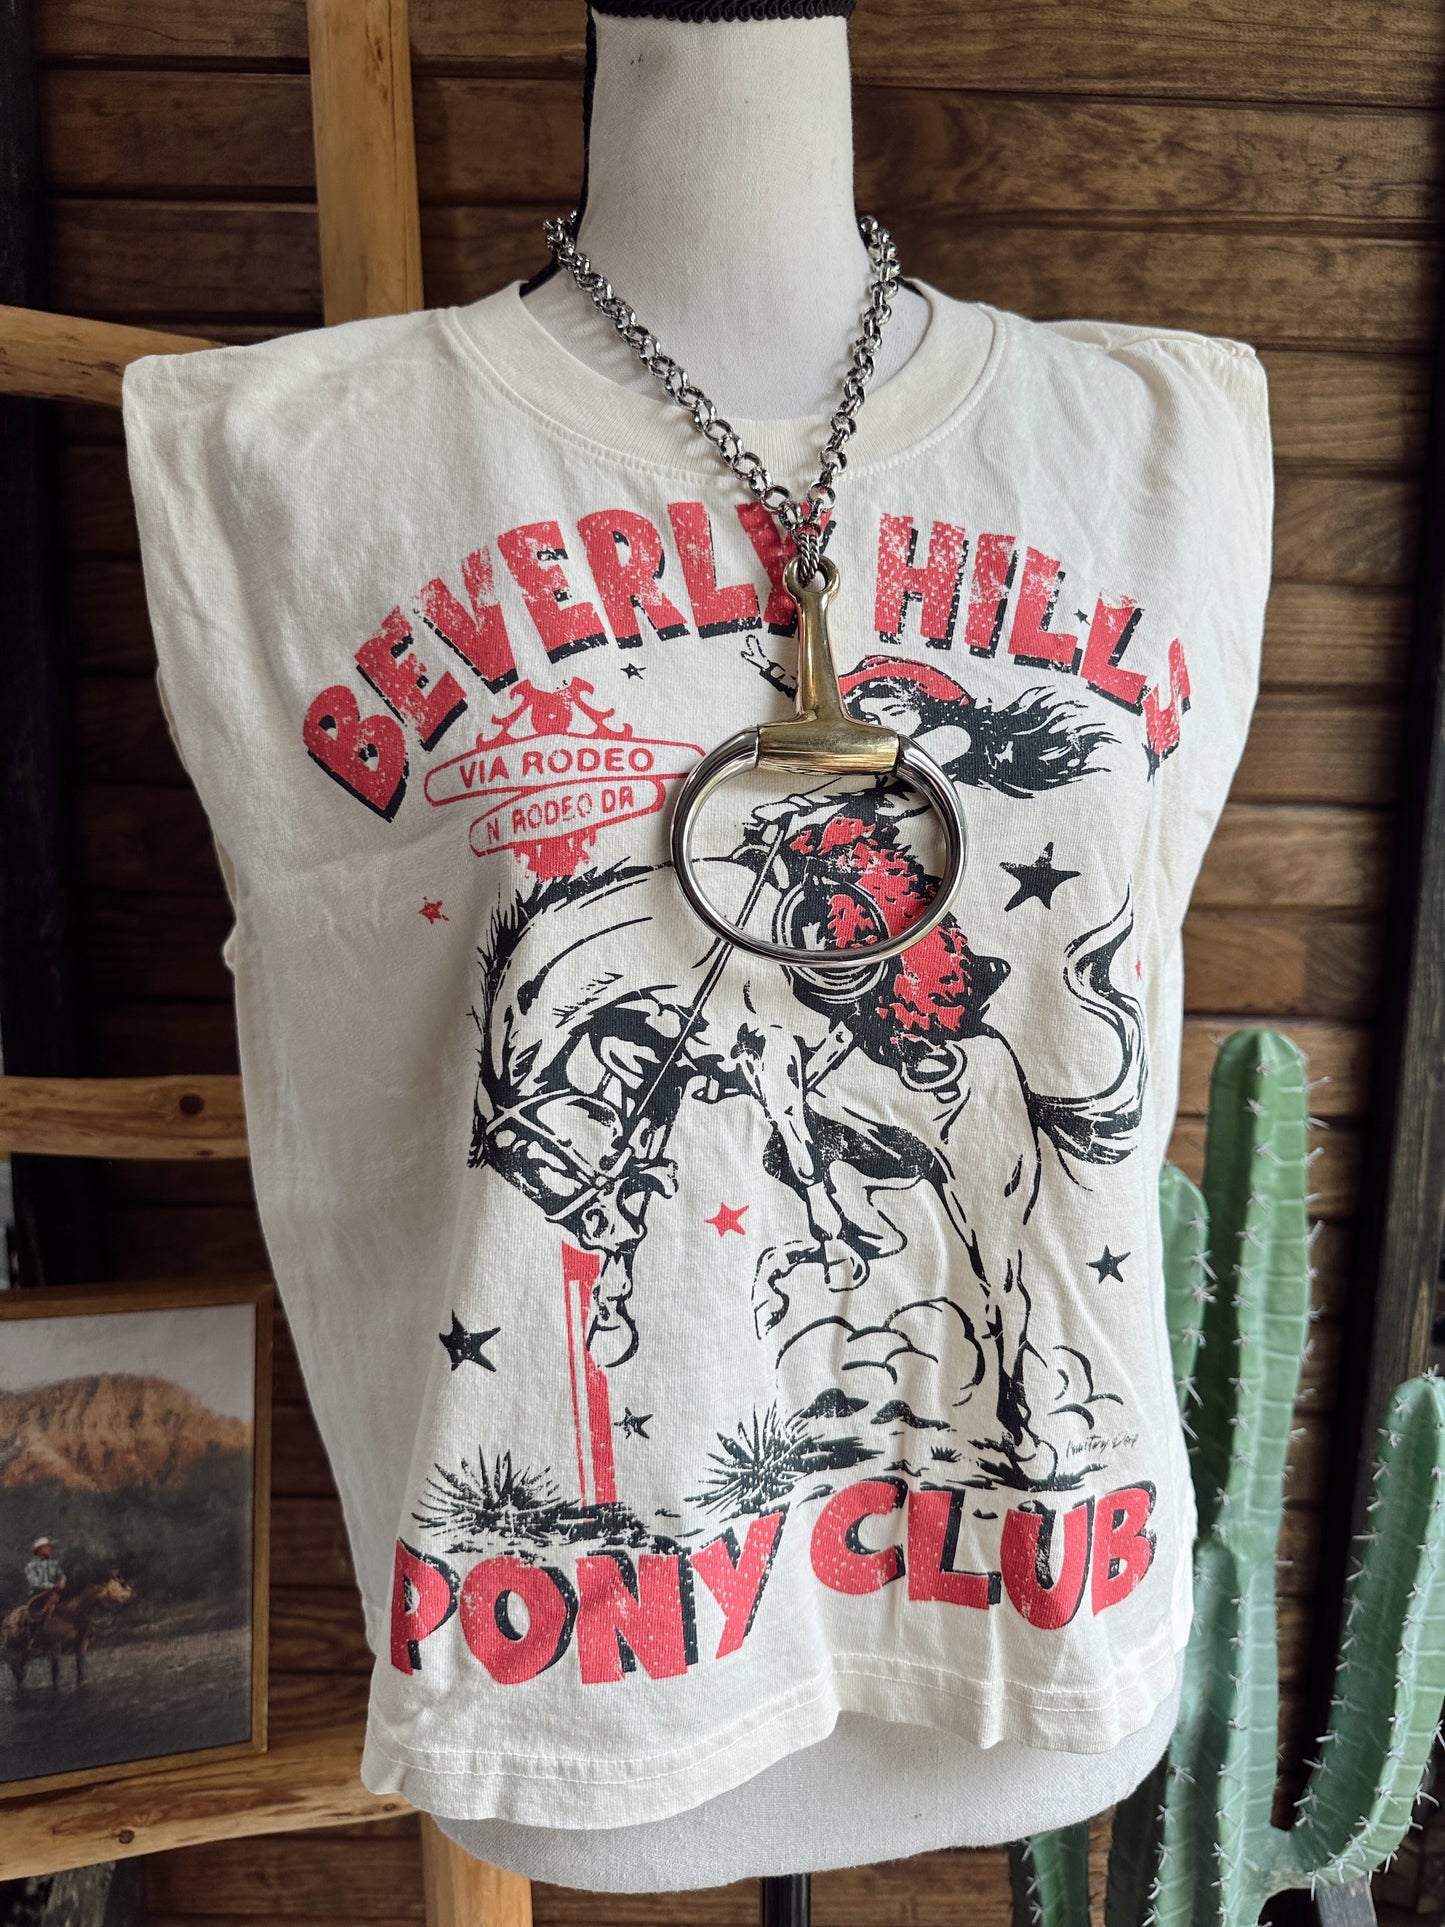 BEVERLY HILLS
VIA RODEO
N RODEO DR
PONY CLUB